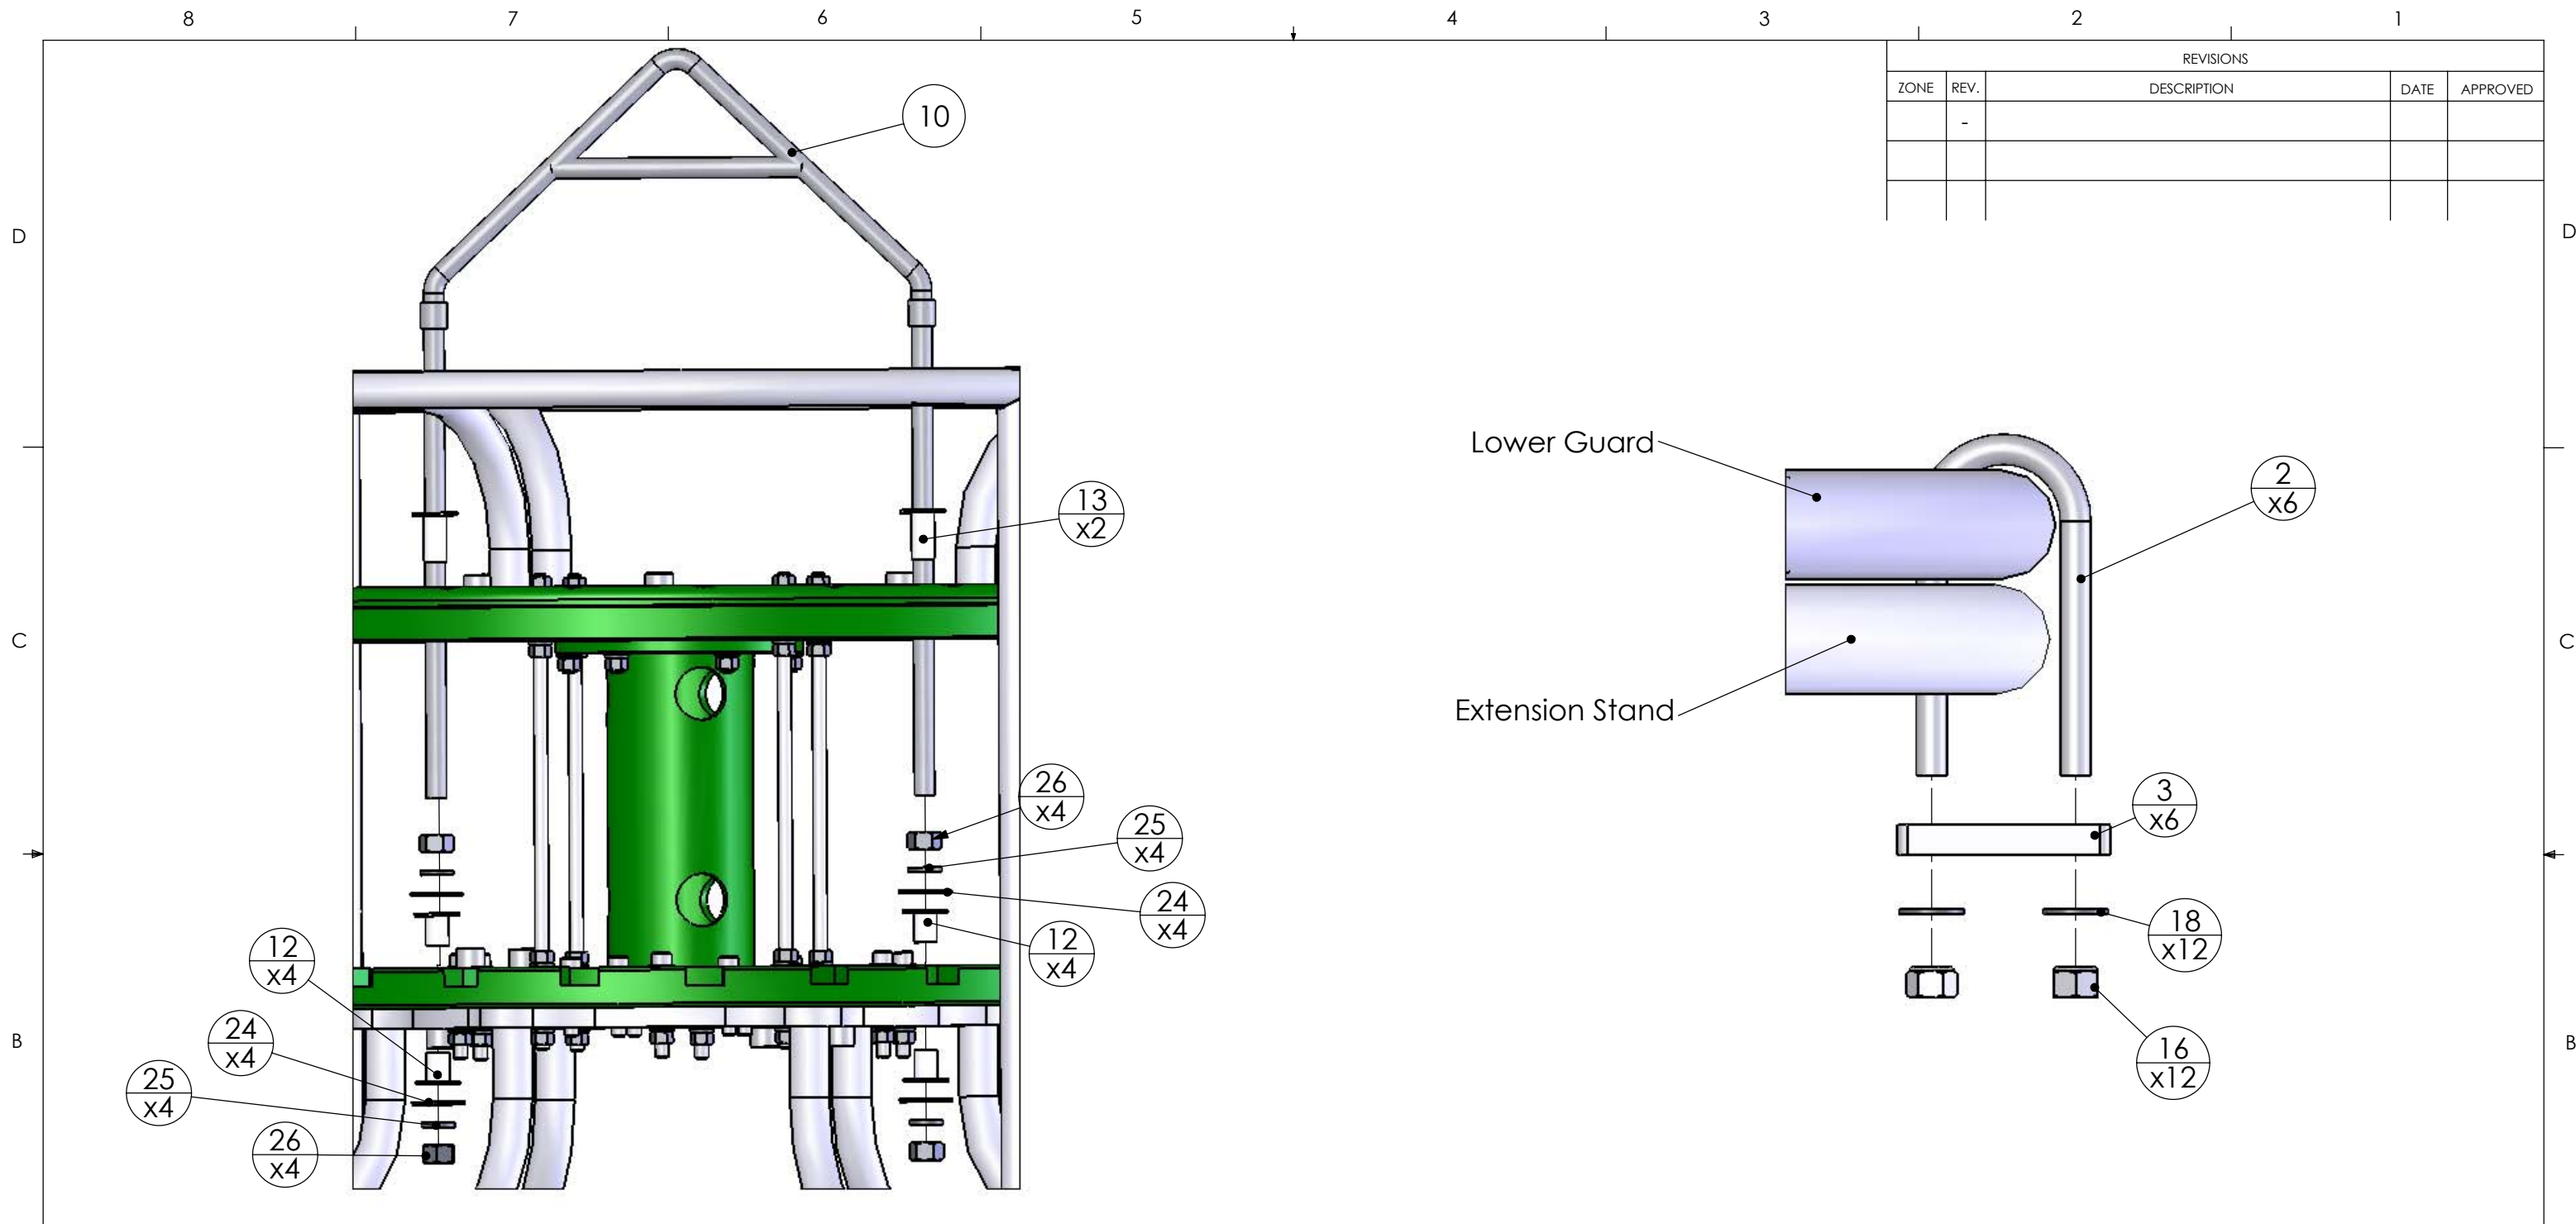 8 7 6 5 4 3 2 1
REVISIONS
ZONE REV. DESCRIPTION DATE APPROVED
-
10
D D
Lower Guard
2
x6
13
x2
C C
Extension Stand
26
x4
3
x6
25
x4
24
x4
18
x12
12
x4
12
x4
24
x4
B B
16
x12
25
x4
26
x4